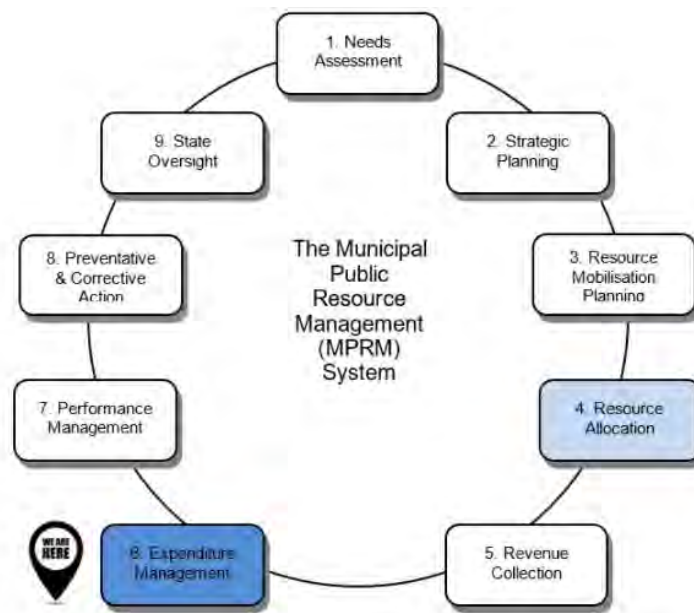 1. Needs
Assessment
2. Strategic
Planning
3. Resource
Mobilisation
Planning
4. Resource
Allocation
5. Revenue
Collection
6. Expenditure
Management
WE ARE
HERE
7. Performance
Management
8. Preventative
& Corrective
Action
9. State
Oversight
The Municipal
Public
Resource
Management
(MPRM)
System